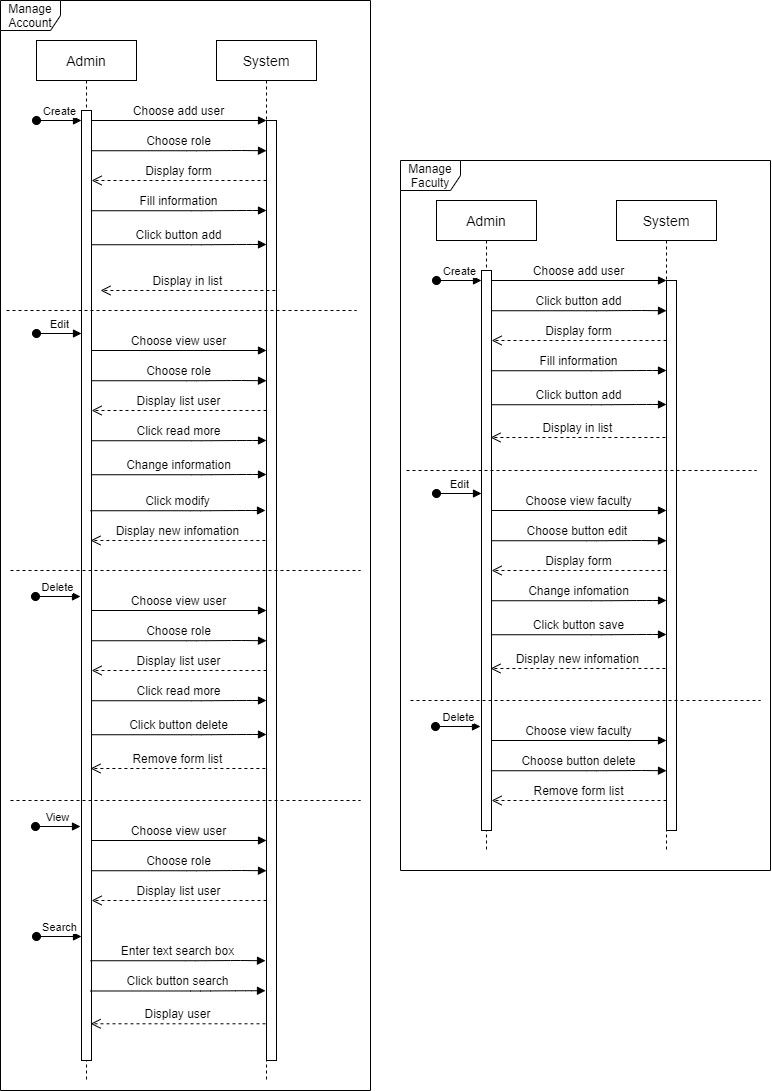 Manage
Account
Admin
System
Create
Choose add user
Choose role
Display form
Fill information
Click button add
Display in list
Edit
Choose view user
Choose role
Display list user
Click read more
Change information
Click modify
Display new infomation
Delete
Choose view user
Choose role
Display list user
Click read more
Click button delete
Remove form list
View
Choose view user
Choose role
Display list user
Search
Enter text search box
Click button search
Display user
Manage
Faculty
Admin
System
Create
Choose add user
Click button add
Display form
Fill information
Click button add
Display in list
Edit
Choose view faculty
Choose button edit
Display form
Change infomation
Click button save
Display new infomation
Delete
Choose view faculty
Choose button delete
Remove form list